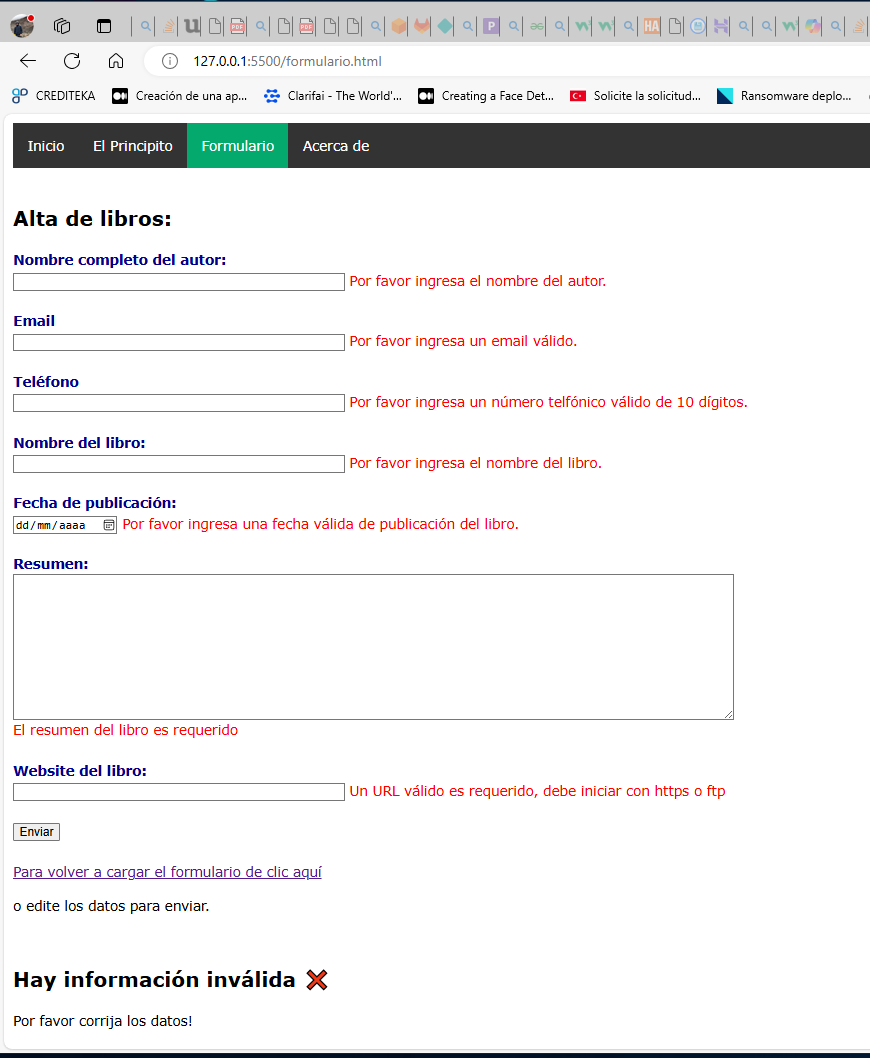 127.0.0.1:5500/formulario.html
CREDITEKA Creación de una ap... Clarifai - The World'... Creating a Face Det... Solicite la solicitud... Ransomware deplo...
Inicio El Principito Formulario Acerca de
Alta de libros:
Nombre completo del autor:
Por favor ingresa el nombre del autor.
Email
Por favor ingresa un email válido.
Teléfono
Por favor ingresa un número telfónico válido de 10 dígitos.
Nombre del libro:
Por favor ingresa el nombre del libro.
Fecha de publicación:
dd/mm/aaaa Por favor ingresa una fecha válida de publicación del libro.
Resumen:
El resumen del libro es requerido
Website del libro:
Un URL válido es requerido, debe iniciar con https o ftp
Enviar
Para volver a cargar el formulario de clic aquí
o edite los datos para enviar.
Hay información inválida ❌
Por favor corrija los datos!